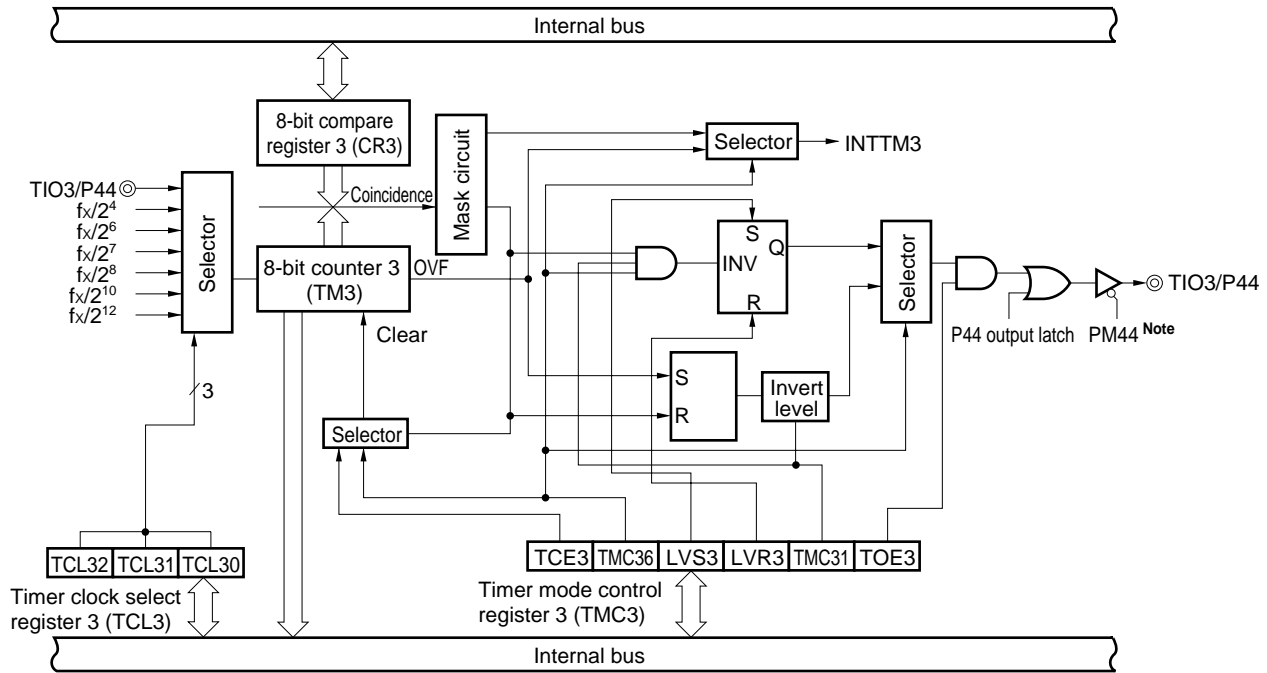 Internal bus
8-bit compare
register 3 (CR3)
Mask circuit
Selector
INTTM3
TIO3/P44
fx/2⁴
fx/2⁶
fx/2⁷
fx/2⁸
fx/2¹⁰
fx/2¹²
Selector
Coincidence
8-bit counter 3
(TM3)
OVF
Clear
S
INV
Q
R
Selector
TIO3/P44
P44 output latch
PM44 Note
3
S
R
Invert
level
Selector
TCL32
TCL31
TCL30
Timer clock select
register 3 (TCL3)
TCE3
TMC36
LVS3
LVR3
TMC31
TOE3
Timer mode control
register 3 (TMC3)
Internal bus